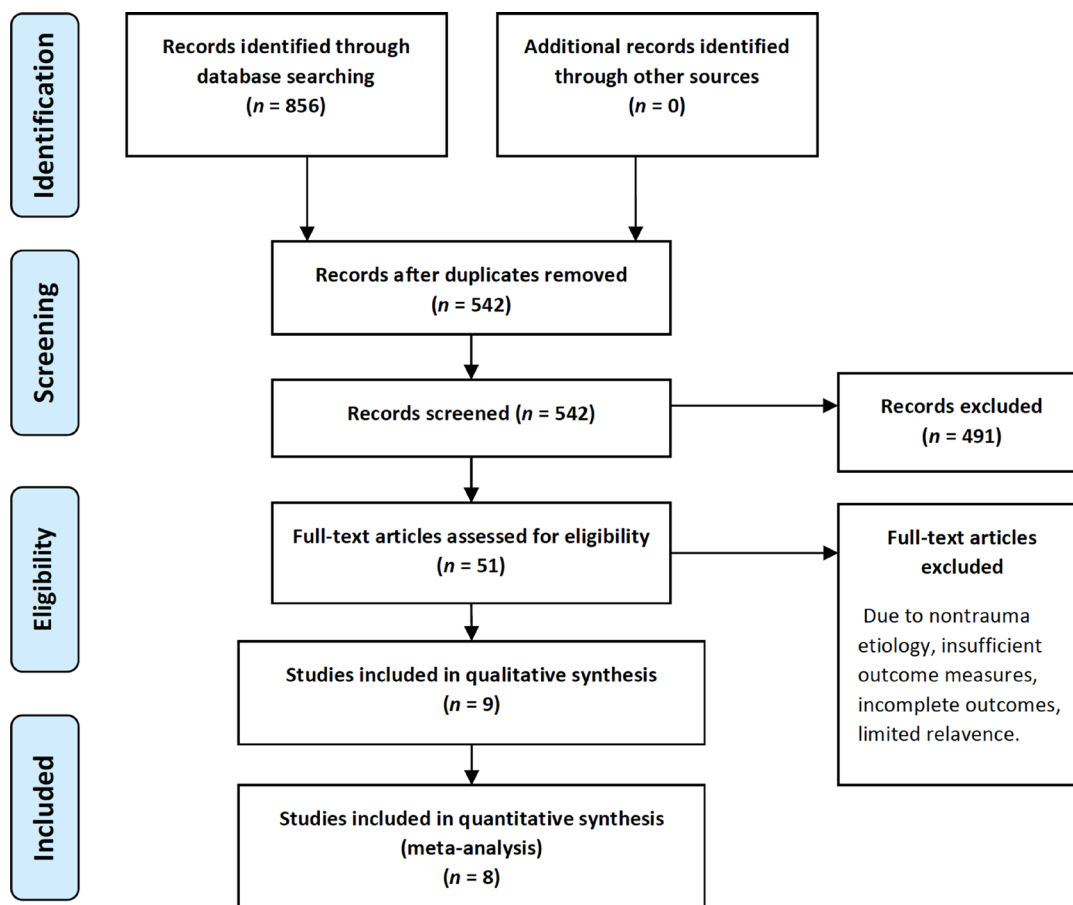 Identification
Records identified through
database searching
(n = 856)
Additional records identified
through other sources
(n = 0)
Screening
Records after duplicates removed
(n = 542)
Records screened (n = 542)
Records excluded
(n = 491)
Eligibility
Full-text articles assessed for eligibility
(n = 51)
Full-text articles
excluded
Due to nontrauma
etiology, insufficient
outcome measures,
incomplete outcomes,
limited relavence.
Studies included in qualitative synthesis
(n = 9)
Included
Studies included in quantitative synthesis
(meta-analysis)
(n = 8)